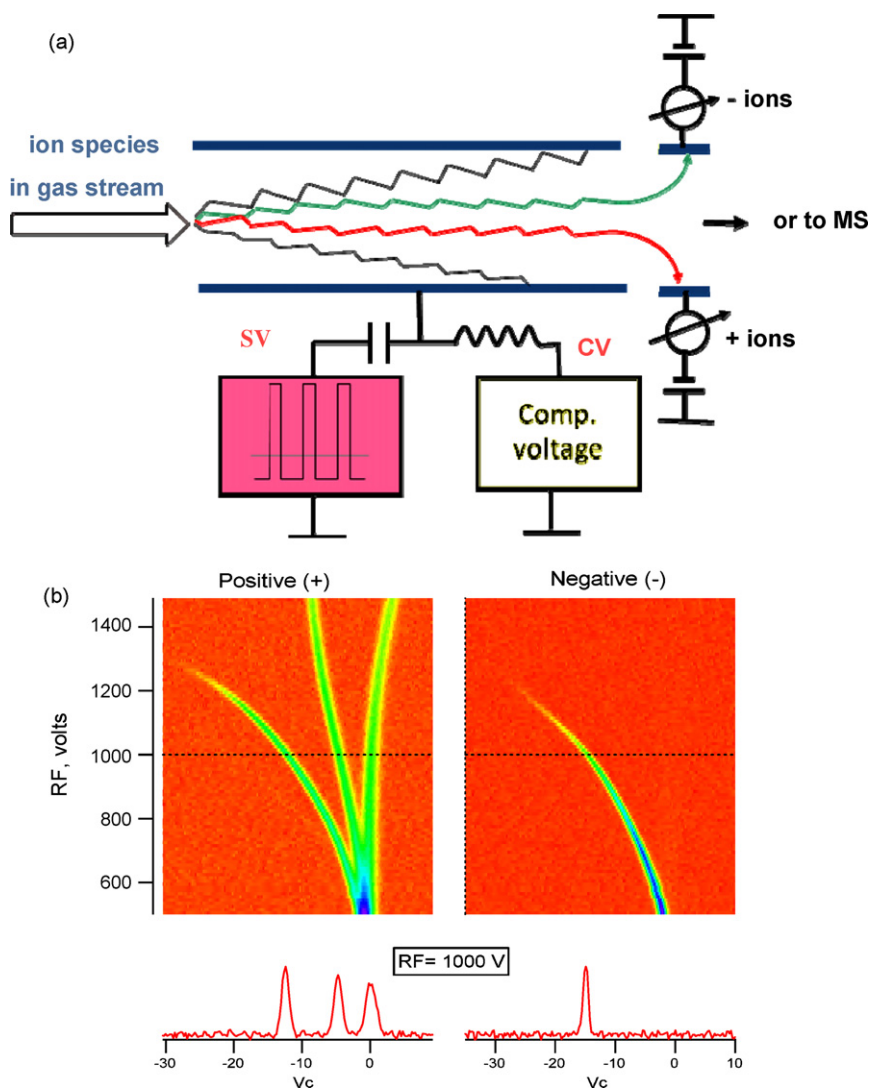 (a)
- ions
ion species
in gas stream
or to MS
SV
CV
+ ions
Comp.
voltage
(b)
Positive (+)
Negative (-)
RF, volts
1400
1200
1000
800
600
RF= 1000 V
-30
-20
-10
0
Vc
-30
-20
-10
0
10
Vc